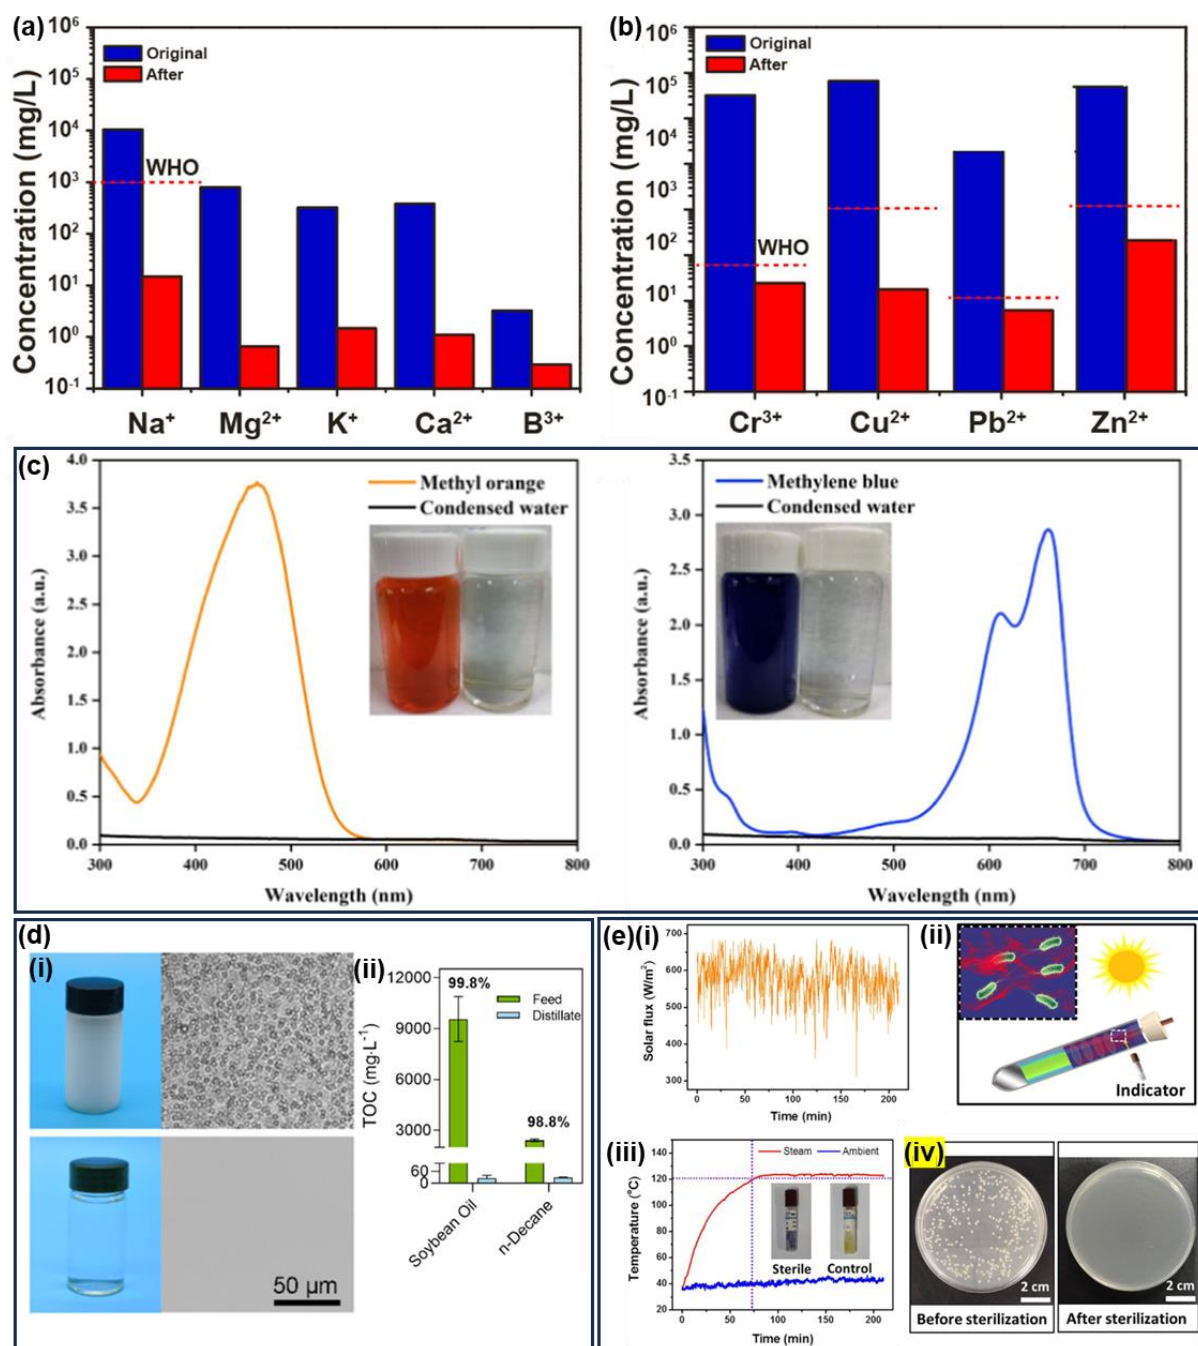 (a)
10⁶
10⁵
10⁴
10³
10²
10¹
10⁰
10⁻¹
Concentration (mg/L)
Original
After
WHO
Na⁺ Mg²⁺ K⁺ Ca²⁺ B³⁺
(b)
10⁶
10⁵
10⁴
10³
10²
10¹
10⁰
10⁻¹
Concentration (mg/L)
Original
After
WHO
Cr³⁺ Cu²⁺ Pb²⁺ Zn²⁺
(c)
4.0
3.5
3.0
2.5
2.0
1.5
1.0
0.5
0.0
Absorbance (a.u.)
Methyl orange
Condensed water
300 400 500 600 700 800
Wavelength (nm)
3.5
3.0
2.5
2.0
1.5
1.0
0.5
0.0
Absorbance (a.u.)
Methylene blue
Condensed water
300 400 500 600 700 800
Wavelength (nm)
(d)
(i)
50 µm
(ii)
12000
9000
6000
3000
60
0
TOC (mg·L⁻¹)
99.8%
Feed
Distillate
98.8%
Soybean Oil
n-Decane
(e)(i)
700
600
500
400
300
Solar flux (W/m²)
0 50 100 150 200
Time (min)
(ii)
Indicator
(iii)
140
120
100
80
60
40
20
Temperature (°C)
Steam Ambient
Sterile Control
0 50 100 150 200
Time (min)
(iv)
2 cm
2 cm
Before sterilization
After sterilization